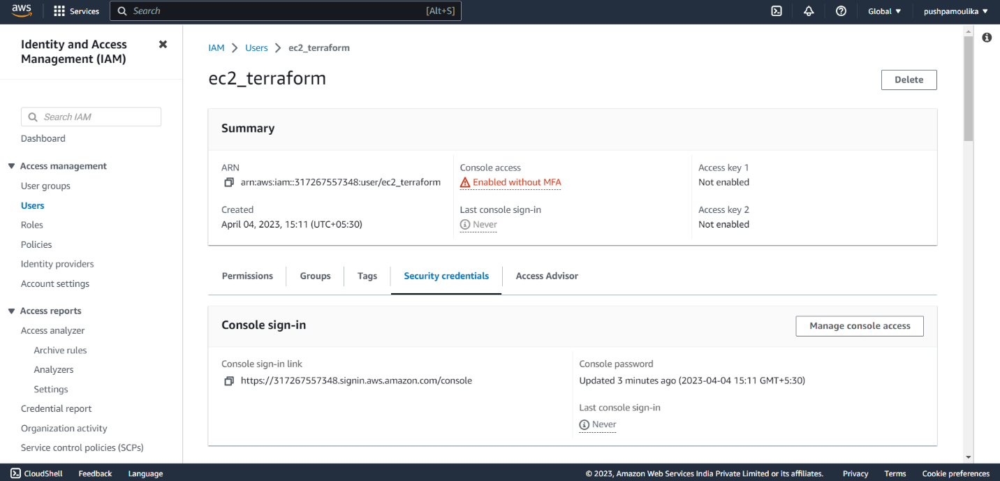 aws
Services
Search
[Alt+S]
Global ▼
pushpamoulika ▼
Identity and Access
Management (IAM)
Search IAM
Dashboard
Access management
User groups
Users
Roles
Policies
Identity providers
Account settings
Access reports
Access analyzer
Archive rules
Analyzers
Settings
Credential report
Organization activity
Service control policies (SCPs)
IAM > Users > ec2_terraform
ec2_terraform
Delete
Summary
ARN
arn:aws:iam::317267557348:user/ec2_terraform
Created
April 04, 2023, 15:11 (UTC+05:30)
Console access
Enabled without MFA
Last console sign-in
Never
Access key 1
Not enabled
Access key 2
Not enabled
Permissions
Groups
Tags
Security credentials
Access Advisor
Console sign-in
Manage console access
Console sign-in link
https://317267557348.signin.aws.amazon.com/console
Console password
Updated 3 minutes ago (2023-04-04 15:11 GMT+5:30)
Last console sign-in
Never
CloudShell
Feedback
Language
© 2023, Amazon Web Services India Private Limited or its affiliates.
Privacy
Terms
Cookie preferences